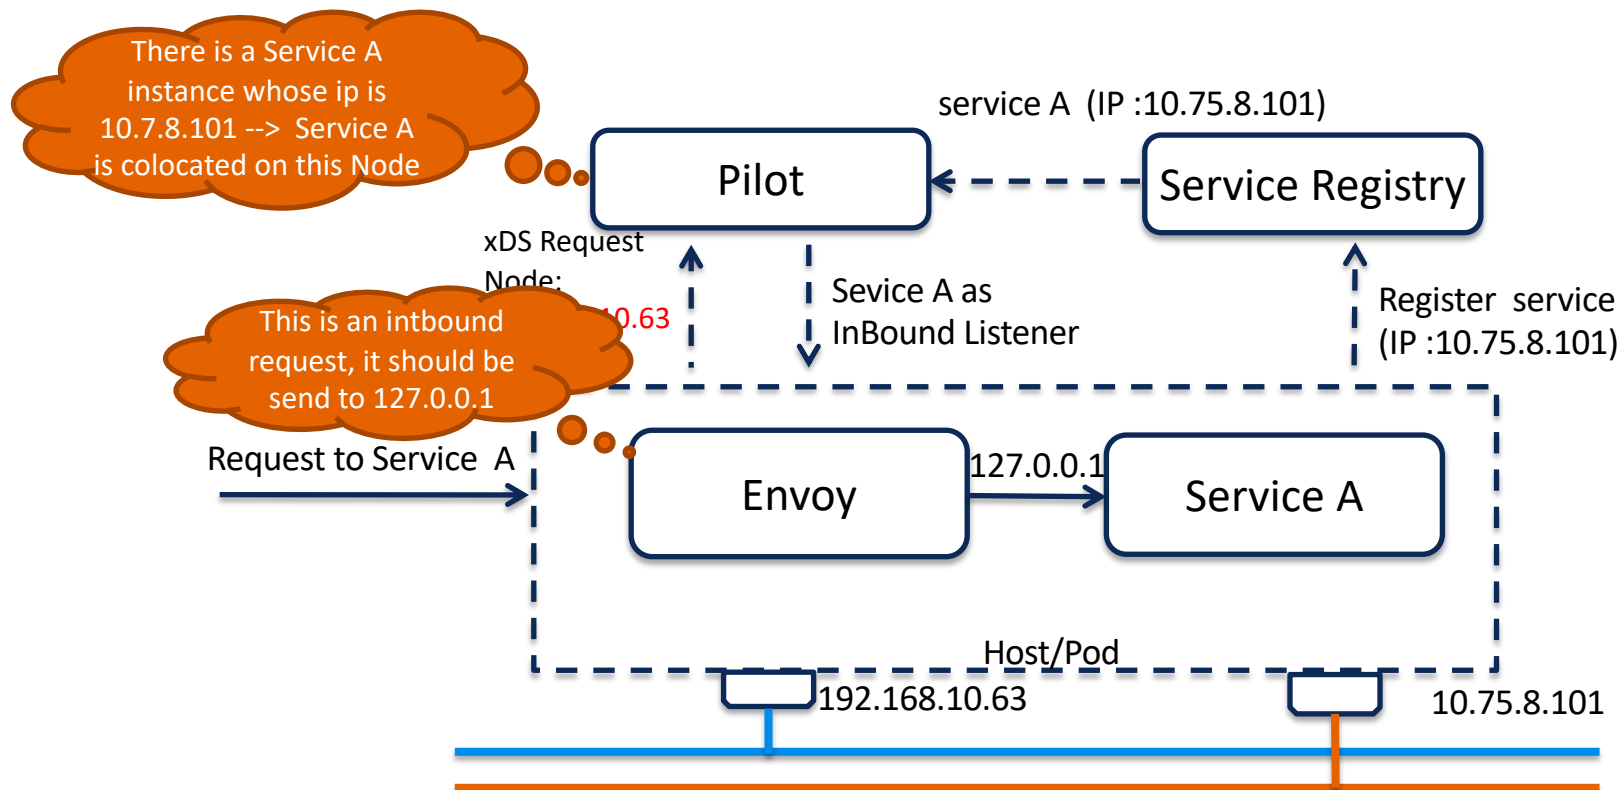 There is a Service A
instance whose ip is
10.7.8.101 --> Service A
is colocated on this Node
service A (IP :10.75.8.101)
Pilot
Service Registry
xDS Request
Node:
0.63
Sevice A as
InBound Listener
Register service
(IP :10.75.8.101)
This is an intbound
request, it should be
send to 127.0.0.1
Request to Service A
Envoy
127.0.0.1
Service A
Host/Pod
192.168.10.63
10.75.8.101